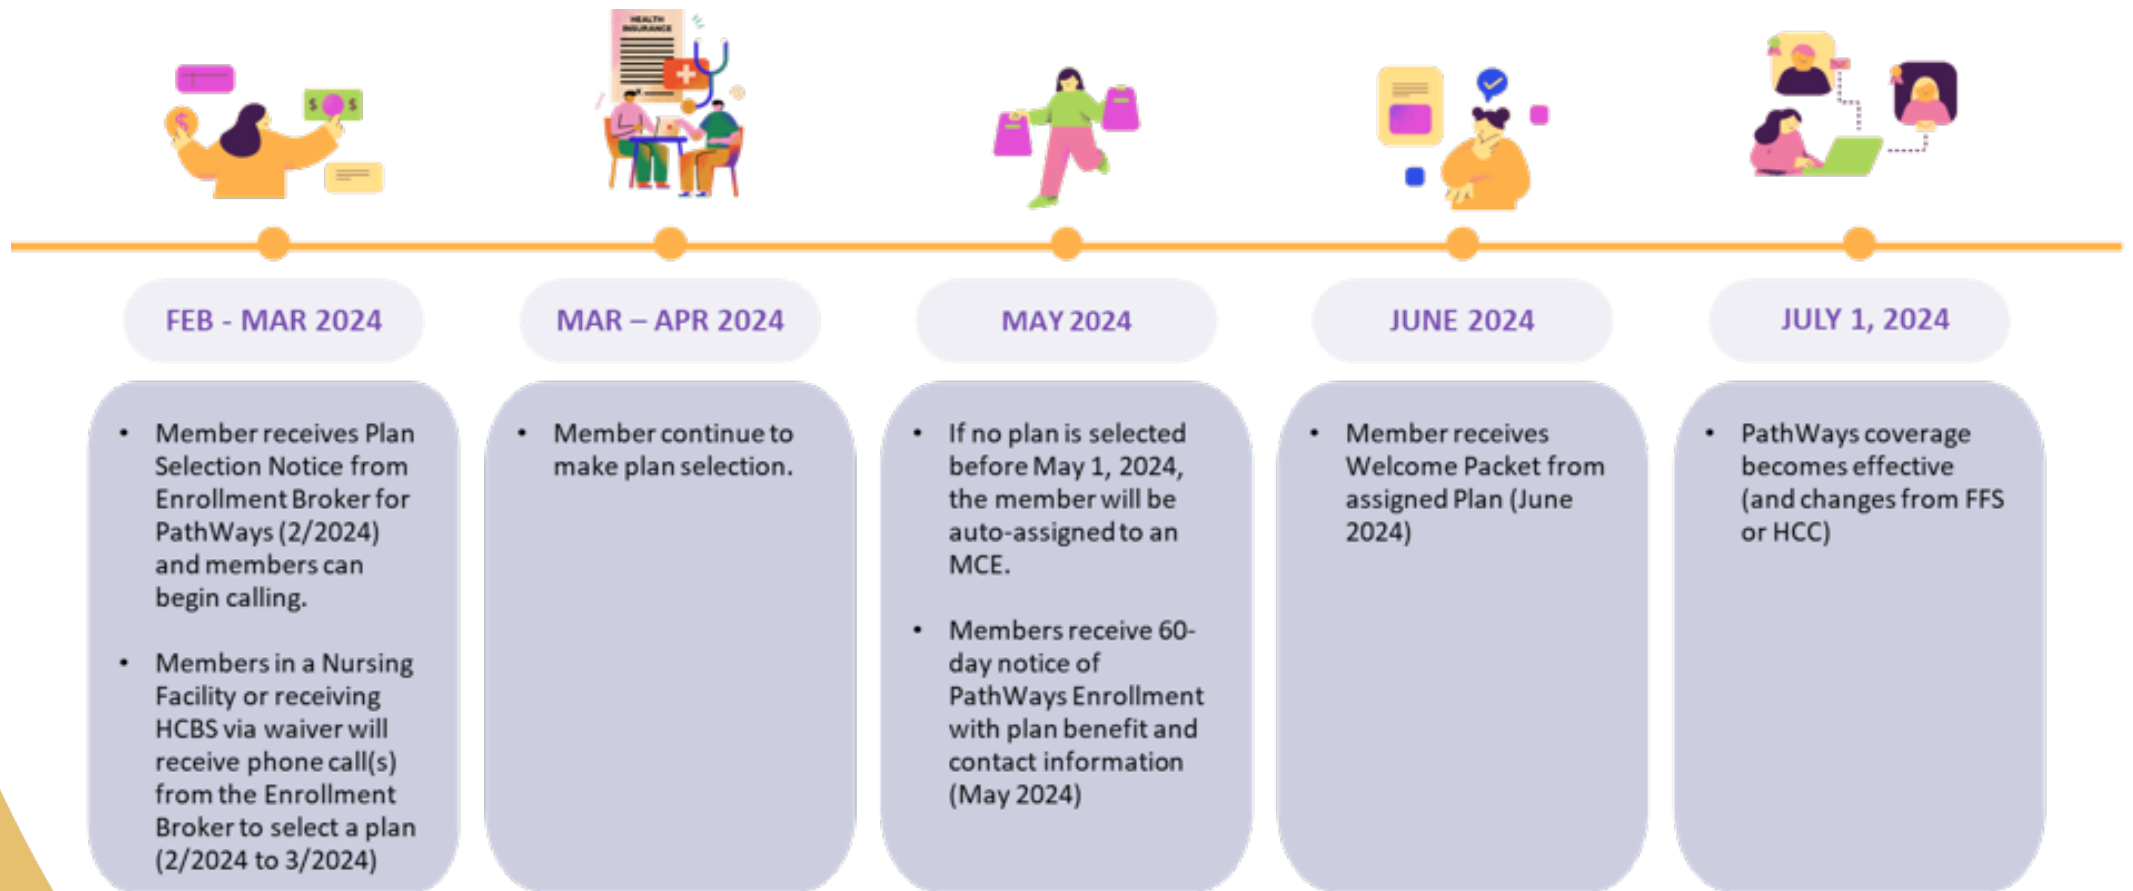 HEALTH
INSURANCE
$ $
$
FEB - MAR 2024
MAR – APR 2024
MAY 2024
JUNE 2024
JULY 1, 2024
• Member receives Plan
Selection Notice from
Enrollment Broker for
PathWays (2/2024)
and members can
begin calling.
• Members in a Nursing
Facility or receiving
HCBS via waiver will
receive phone call(s)
from the Enrollment
Broker to select a plan
(2/2024 to 3/2024)
• Member continue to
make plan selection.
• If no plan is selected
before May 1, 2024,
the member will be
auto-assigned to an
MCE.
• Members receive 60-
day notice of
PathWays Enrollment
with plan benefit and
contact information
(May 2024)
• Member receives
Welcome Packet from
assigned Plan (June
2024)
• PathWays coverage
becomes effective
(and changes from FFS
or HCC)